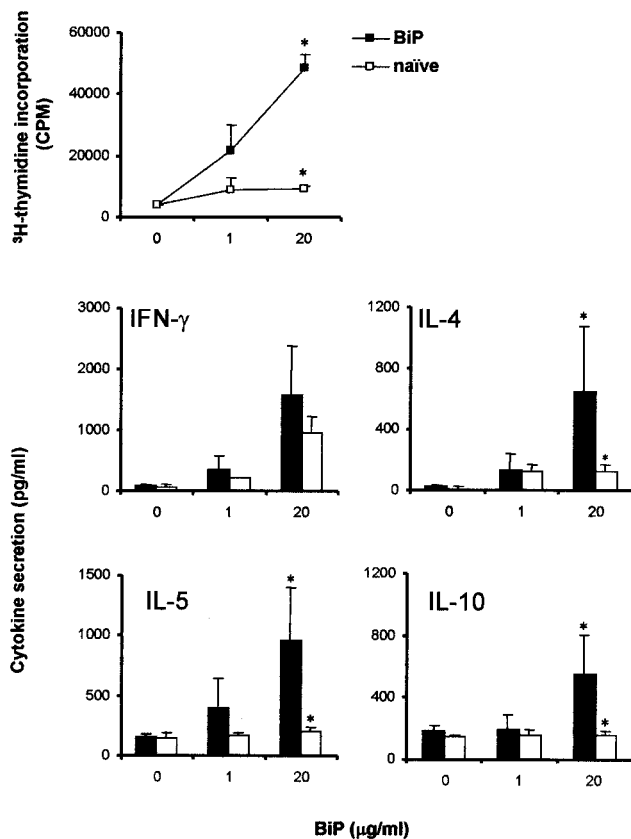 60000
40000
20000
0
³H-thymidine incorporation
(CPM)
*
*
0 1 20
BiP
naïve
Cytokine secretion (pg/ml)
IFN-γ
3000
2000
1000
0
0 1 20
IL-4
1200
800
400
0
*
*
0 1 20
IL-5
1500
1000
500
0
*
*
0 1 20
IL-10
1200
800
400
0
*
*
0 1 20
BiP (μg/ml)